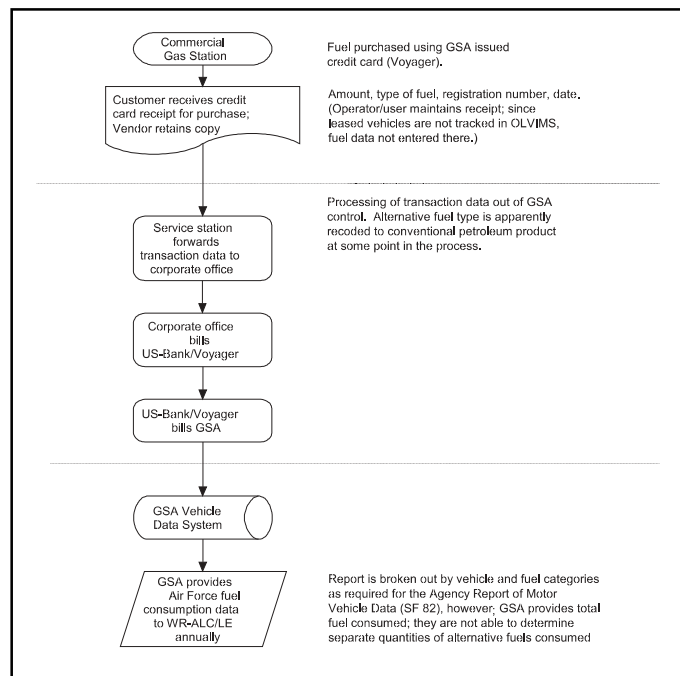 Commercial
Gas Station
Fuel purchased using GSA issued
credit card (Voyager).
Customer receives credit
card receipt for purchase;
Vendor retains copy
Amount, type of fuel, registration number, date.
(Operator/user maintains receipt; since
leased vehicles are not tracked in OLVIMS,
fuel data not entered there.)
Processing of transaction data out of GSA
control. Alternative fuel type is apparently
recoded to conventional petroleum product
at some point in the process.
Service station
forwards
transaction data to
corporate office
Corporate office
bills
US-Bank/Voyager
US-Bank/Voyager
bills GSA
GSA Vehicle
Data System
GSA provides
Air Force fuel
consumption data
to WR-ALC/LE
annually
Report is broken out by vehicle and fuel categories
as required for the Agency Report of Motor
Vehicle Data (SF 82), however; GSA provides total
fuel consumed; they are not able to determine
separate quantities of alternative fuels consumed